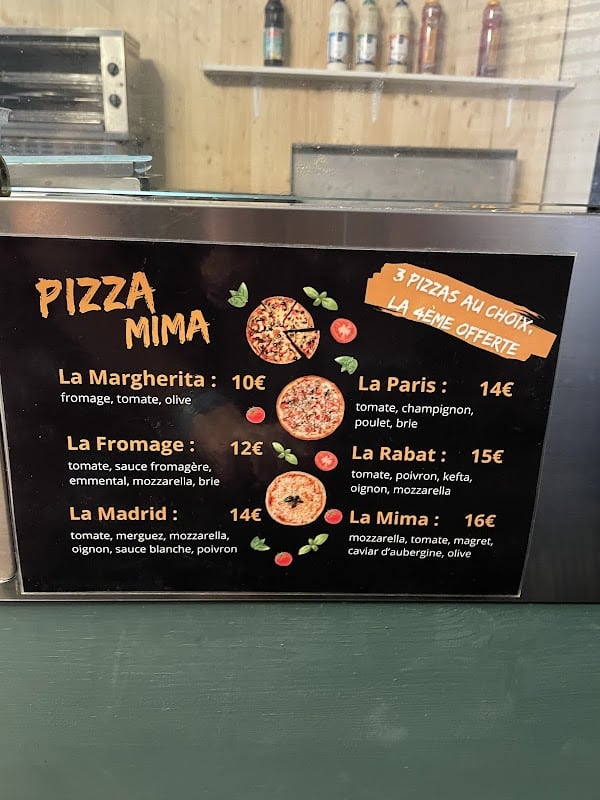 PIZZA
MIMA
3 PIZZAS AU CHOIX,
LA 4ÈME OFFERTE
La Margherita : 10€
fromage, tomate, olive
La Fromage : 12€
tomate, sauce fromagère,
emmental, mozzarella, brie
La Madrid : 14€
tomate, merguez, mozzarella,
oignon, sauce blanche, poivron
La Paris : 14€
tomate, champignon,
poulet, brie
La Rabat : 15€
tomate, poivron, kefta,
oignon, mozzarella
La Mima : 16€
mozzarella, tomate, magret,
caviar d'aubergine, olive